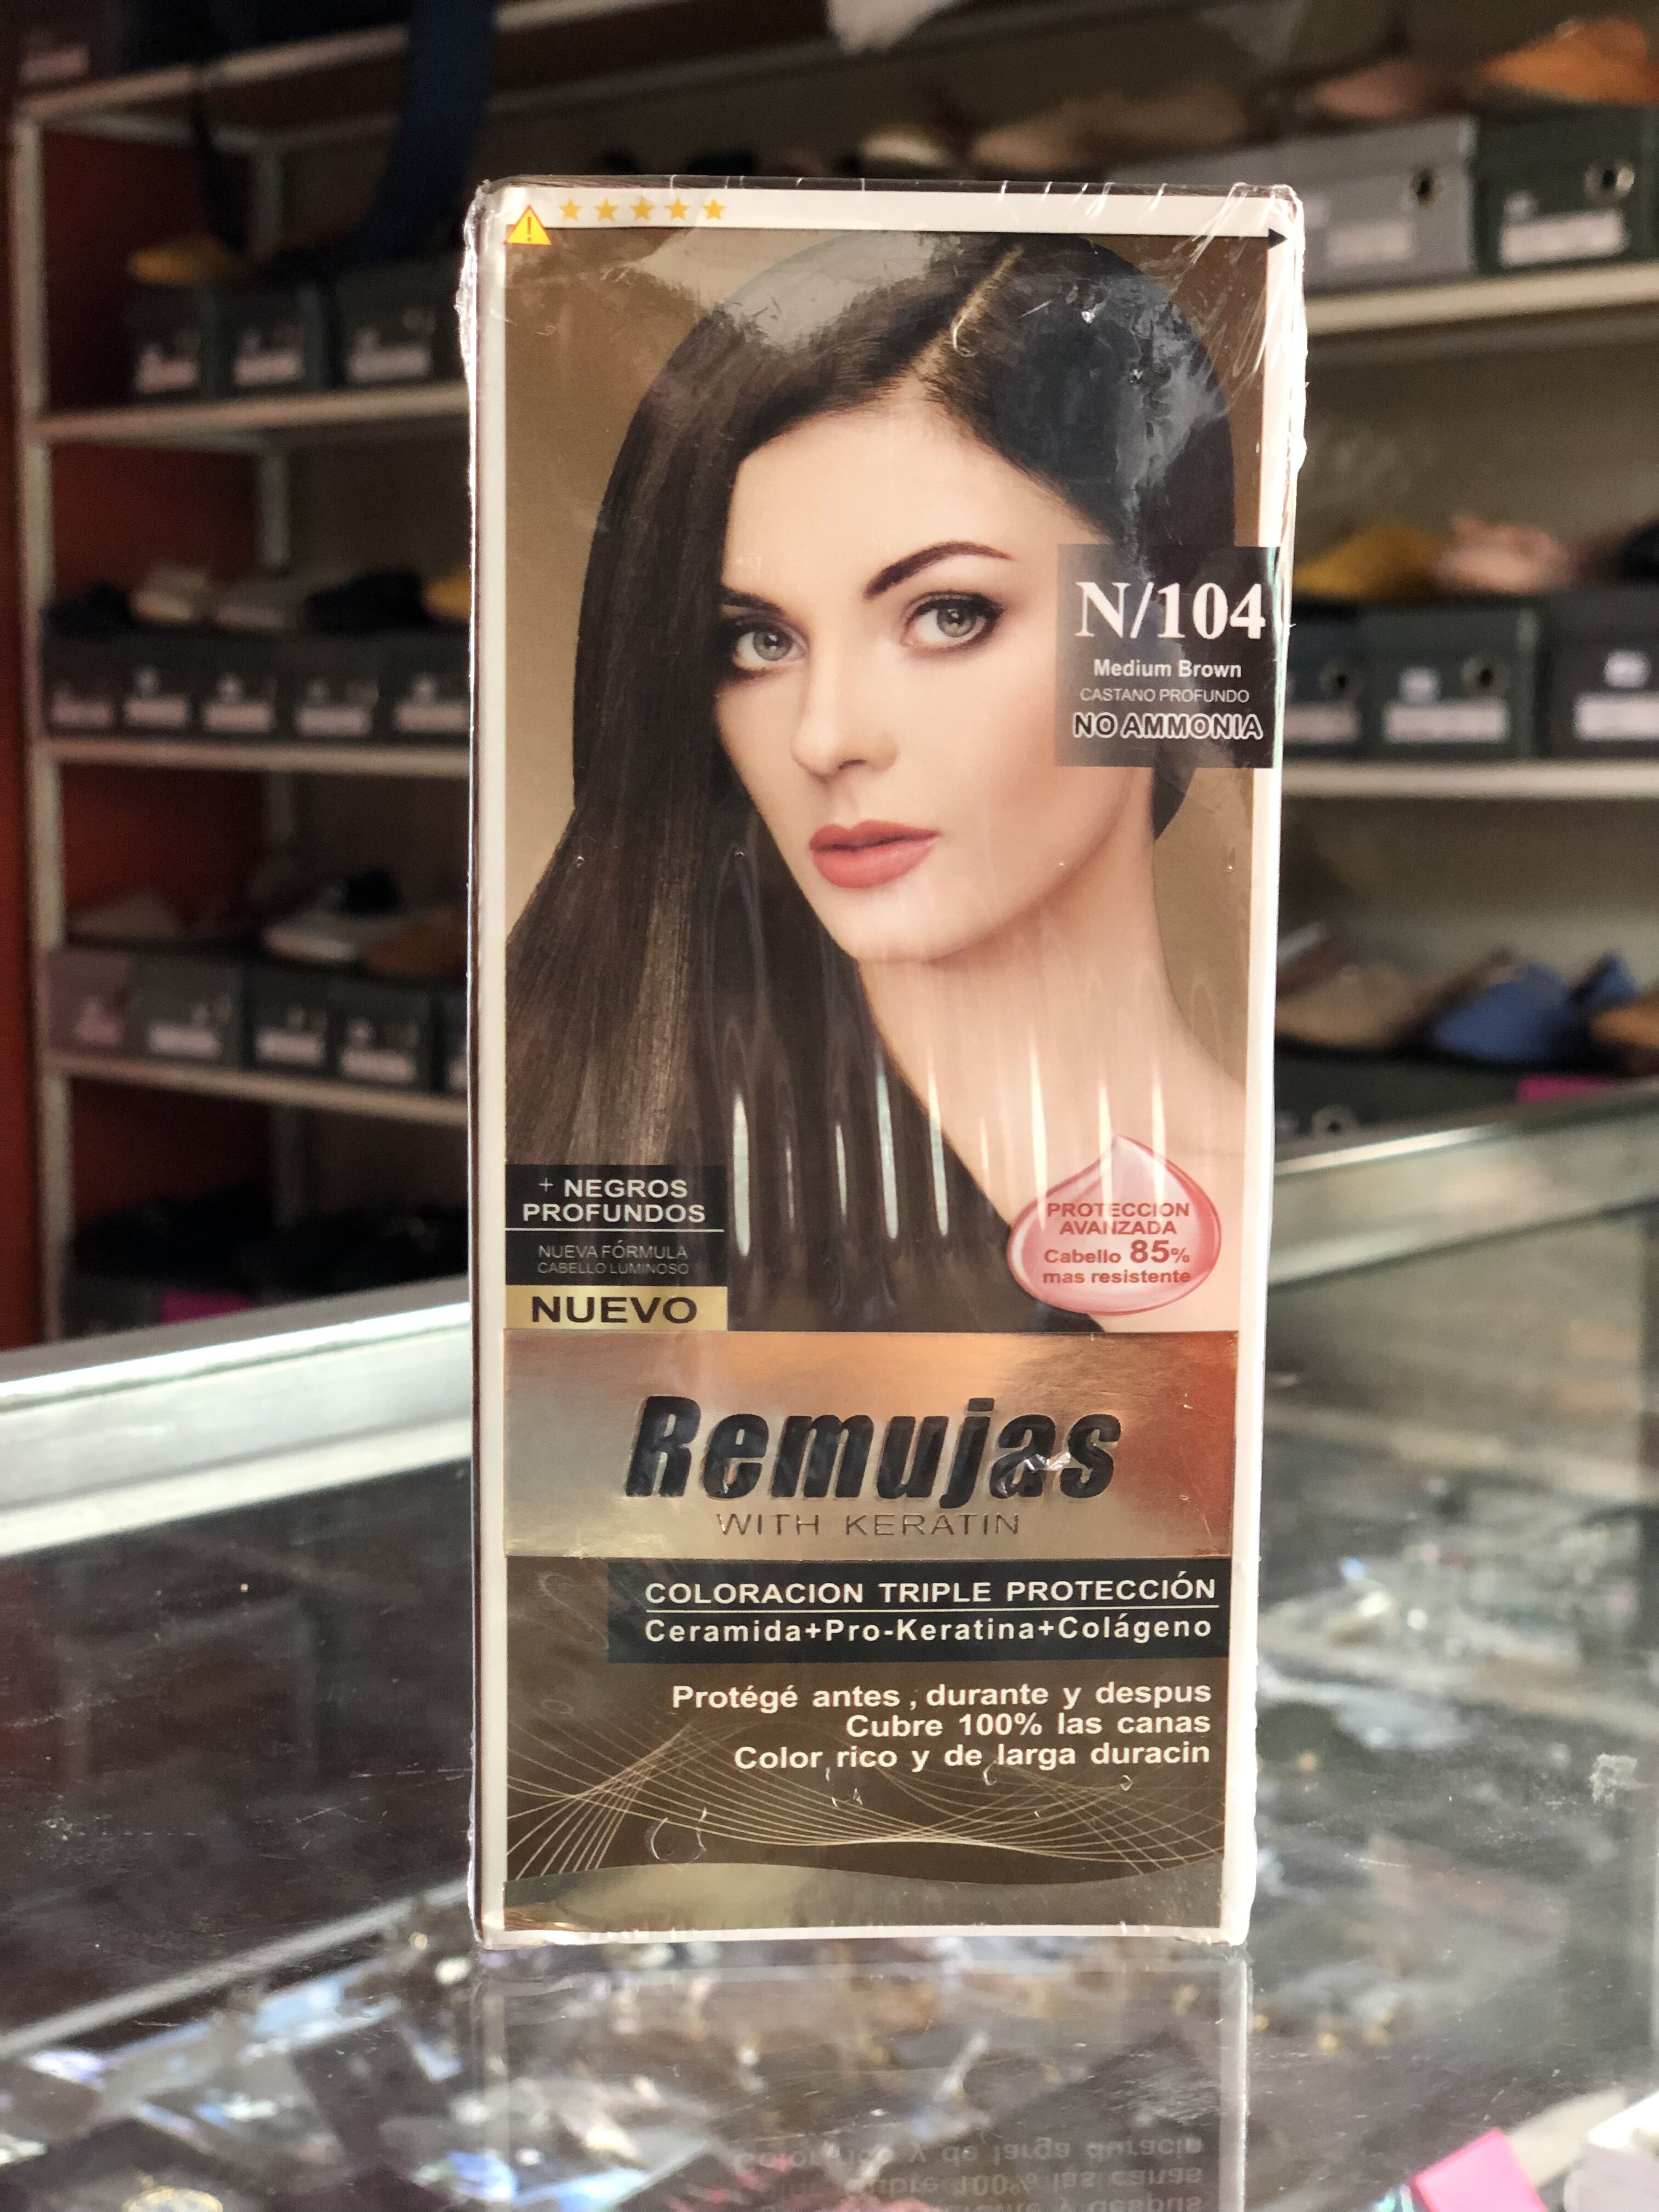 N/104
Medium Brown
CASTANO PROFUNDO
NO AMMONIA
+ NEGROS
PROFUNDOS
NUEVA FÓRMULA
CABELLO LUMINOSO
NUEVO
PROTECCION
AVANZADA
Cabello 85%
mas resistente
Remujas
WITH KERATIN
COLORACION TRIPLE PROTECCIÓN
Ceramida+Pro-Keratina+Colágeno
Protégé antes , durante y despus
Cubre 100% las canas
Color rico y de larga duracin